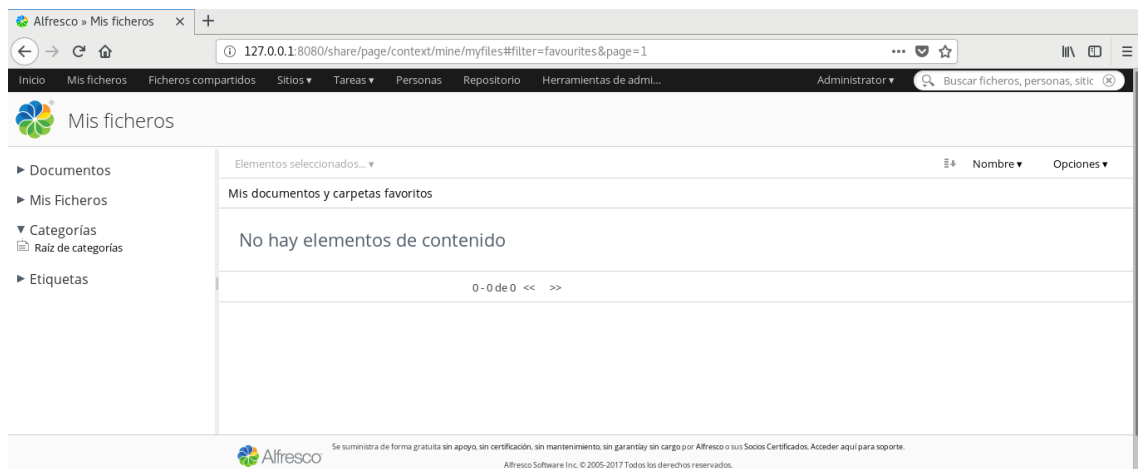 Alfresco » Mis ficheros × +
127.0.0.1:8080/share/page/context/mine/myfiles#filter=favourites&page=1
Inicio Mis ficheros Ficheros compartidos Sitios ▾ Tareas ▾ Personas Repositorio Herramientas de admi... Administrator ▾ Buscar ficheros, personas, sitic
Mis ficheros
Elementos seleccionados... ▾ Nombre ▾ Opciones ▾
Mis documentos y carpetas favoritos
No hay elementos de contenido
0 - 0 de 0 << >>
► Documentos
► Mis Ficheros
▼ Categorías
Raíz de categorías
► Etiquetas
Alfresco
Se suministra de forma gratuita sin apoyo, sin certificación, sin mantenimiento, sin garantíay sin cargo por Alfresco o sus Socios Certificados. Acceder aquí para soporte.
Alfresco Software Inc. © 2005-2017 Todos los derechos reservados.